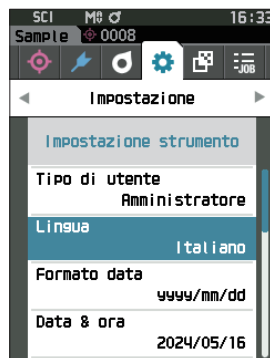 SCI M 16:33
Sample 0008
JOB
Impostazione
Impostazione strumento
Tipo di utente
Amministratore
Lingua
Italiano
Formato data
yyyy/mm/dd
Data & ora
2024/05/16